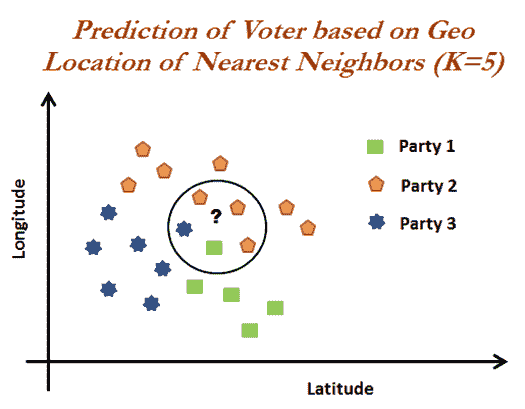 Prediction of Voter based on Geo
Location of Nearest Neighbors (K=5)
Longitude
?
Party 1
Party 2
Party 3
Latitude